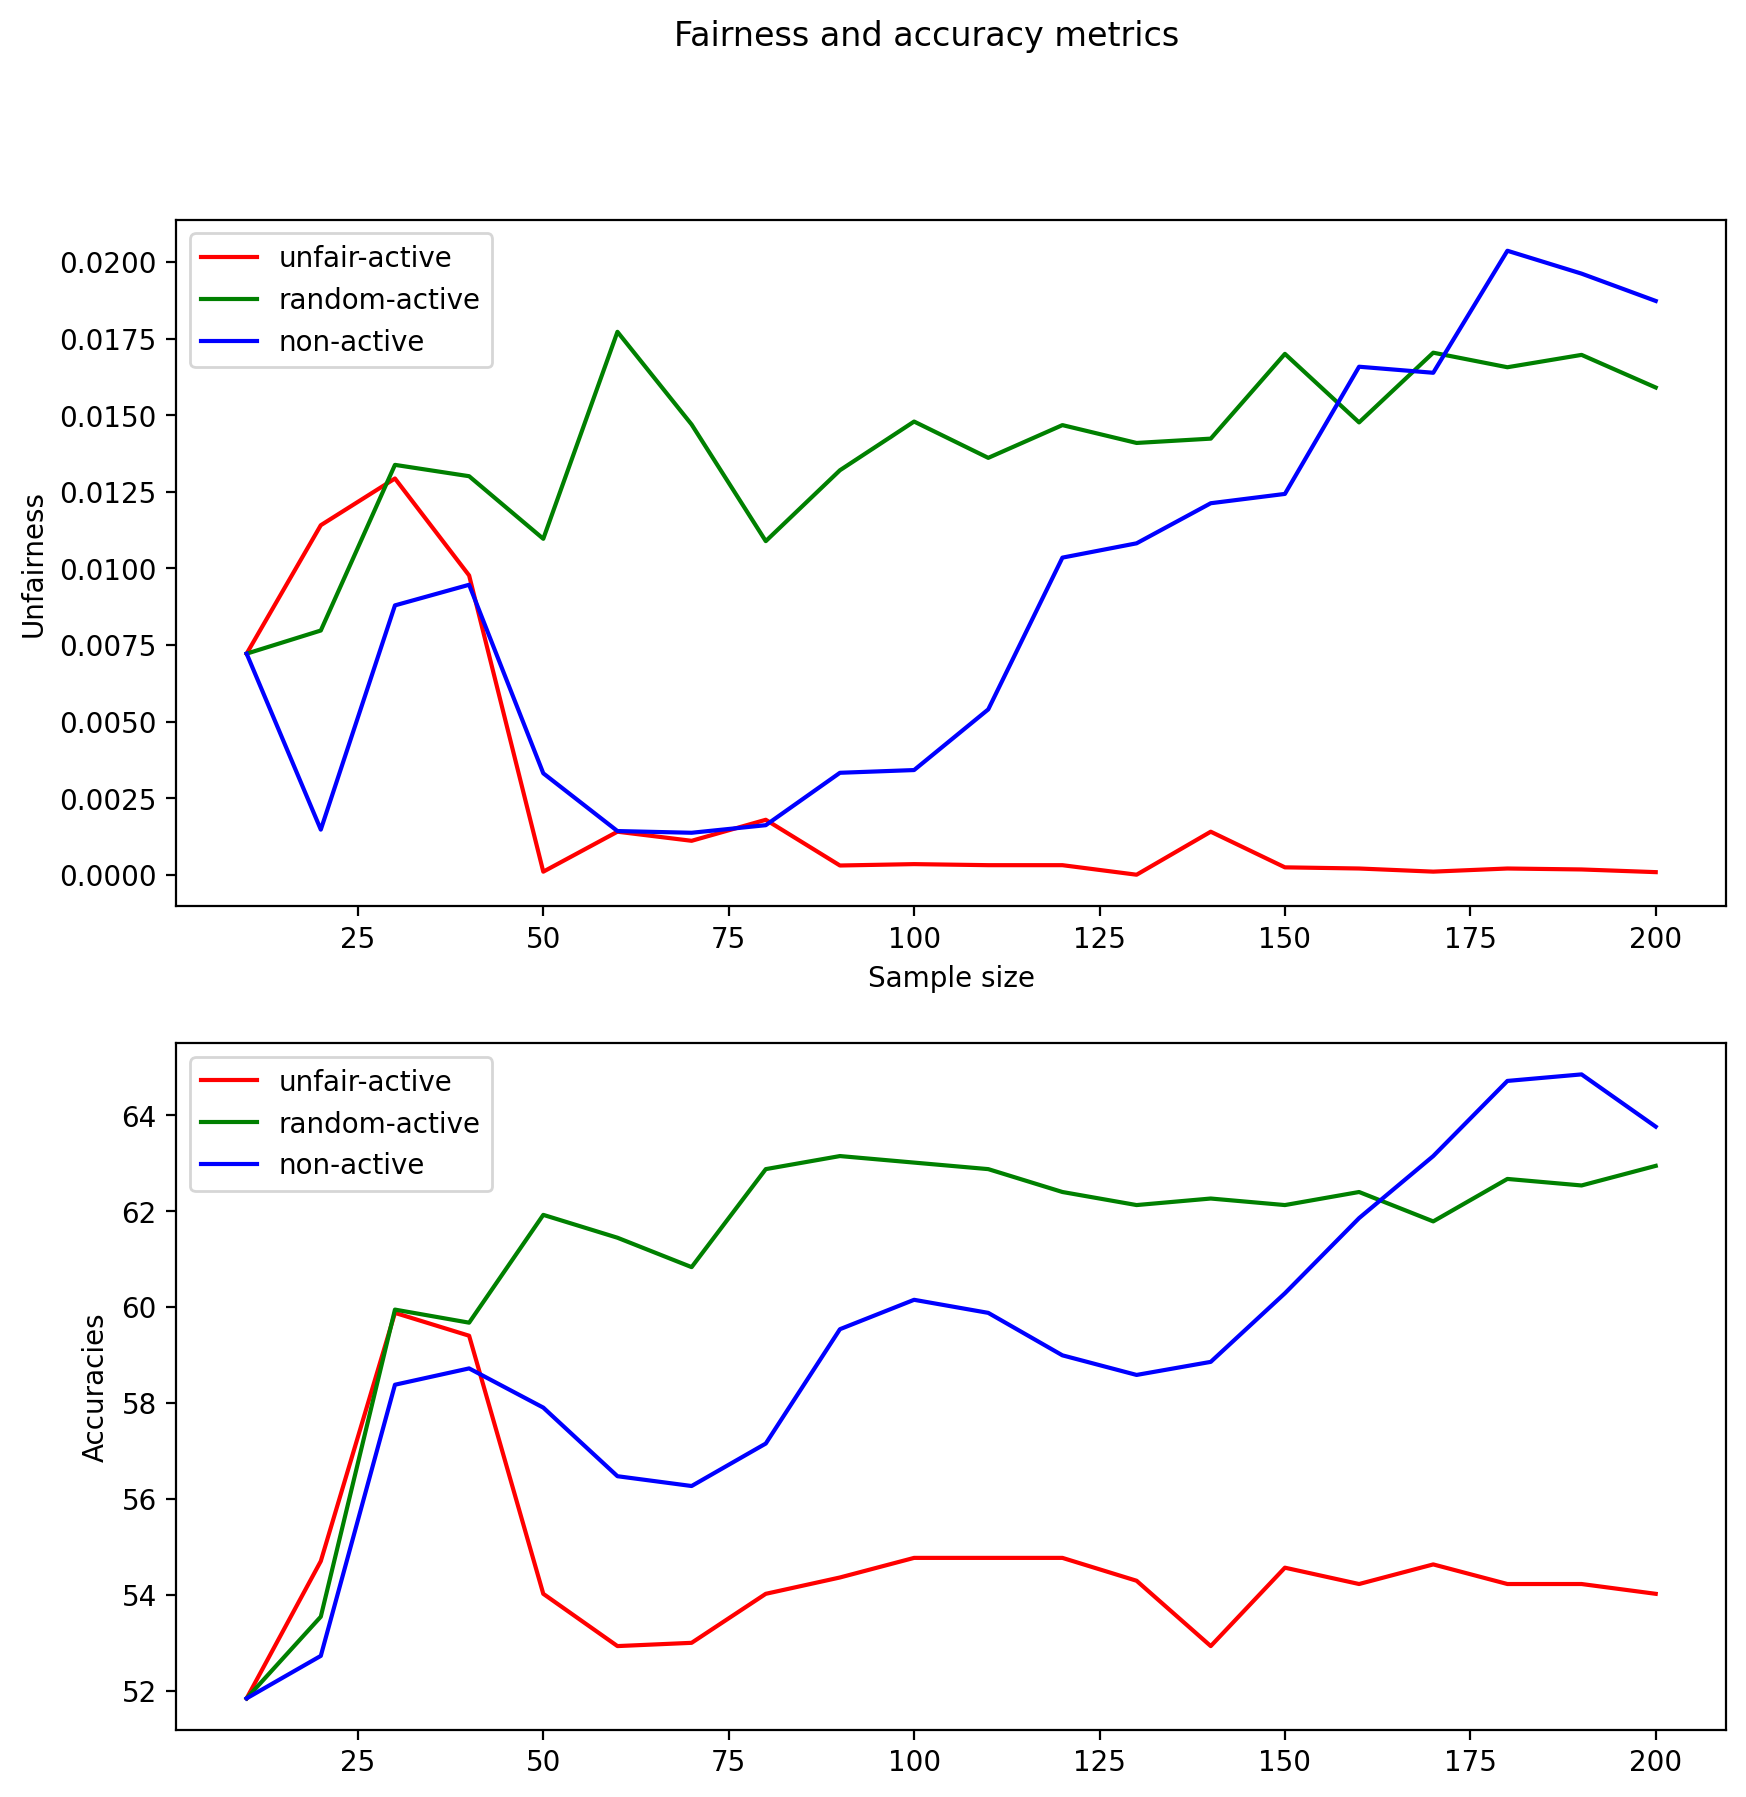 Fairness and accuracy metrics
unfair-active
random-active
non-active
0.0200
0.0175
0.0150
0.0125
0.0100
0.0075
0.0050
0.0025
0.0000
Unfairness
25 50 75 100 125 150 175 200
Sample size
unfair-active
random-active
non-active
64
62
60
58
56
54
52
Accuracies
25 50 75 100 125 150 175 200